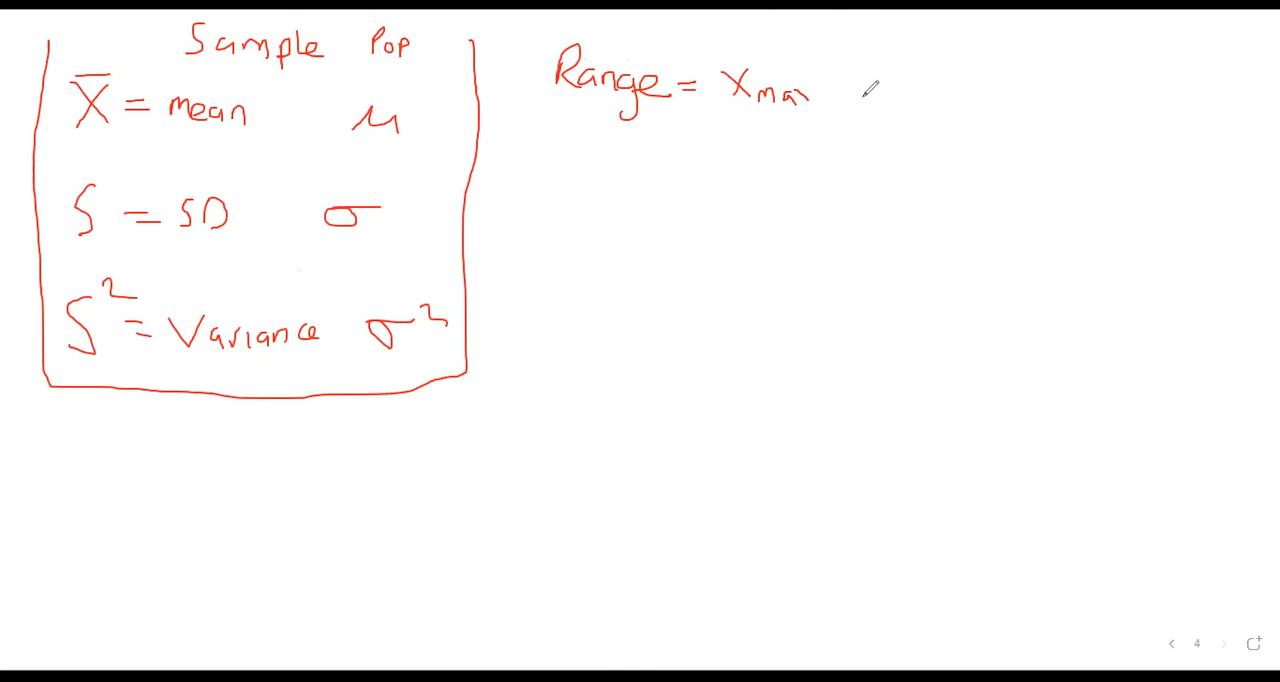 Sample Pop
X̄ = mean μ
S = SD σ
S² = Variance σ²
Range = Xmax
4